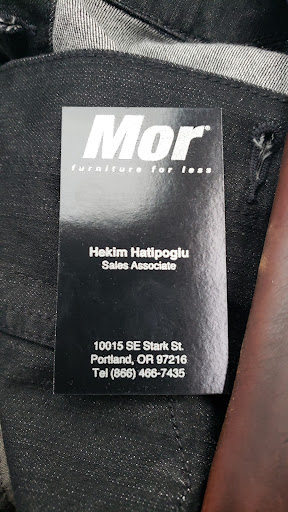 Mor®
furniture for less
Hekim Hatipoglu
Sales Associate
10015 SE Stark St.
Portland, OR 97216
Tel (866) 466-7435